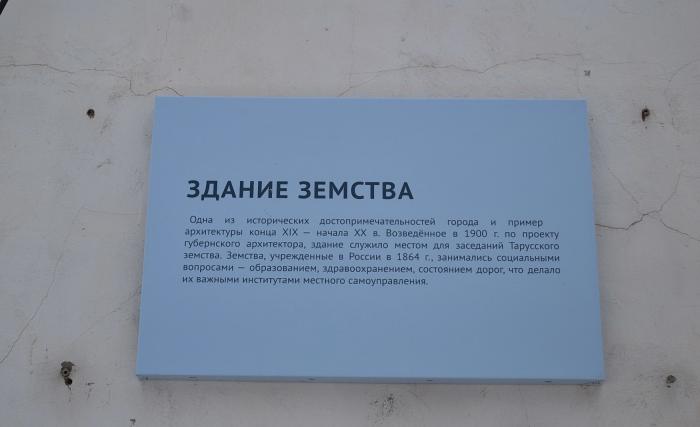 ЗДАНИЕ ЗЕМСТВА
Одна из исторических достопримечательностей города и пример
архитектуры конца XIX — начала XX в. Возведённое в 1900 г. по проекту
губернского архитектора, здание служило местом для заседаний Тарусского
земства. Земства, учрежденные в России в 1864 г., занимались социальными
вопросами — образованием, здравоохранением, состоянием дорог, что делало
их важными институтами местного самоуправления.